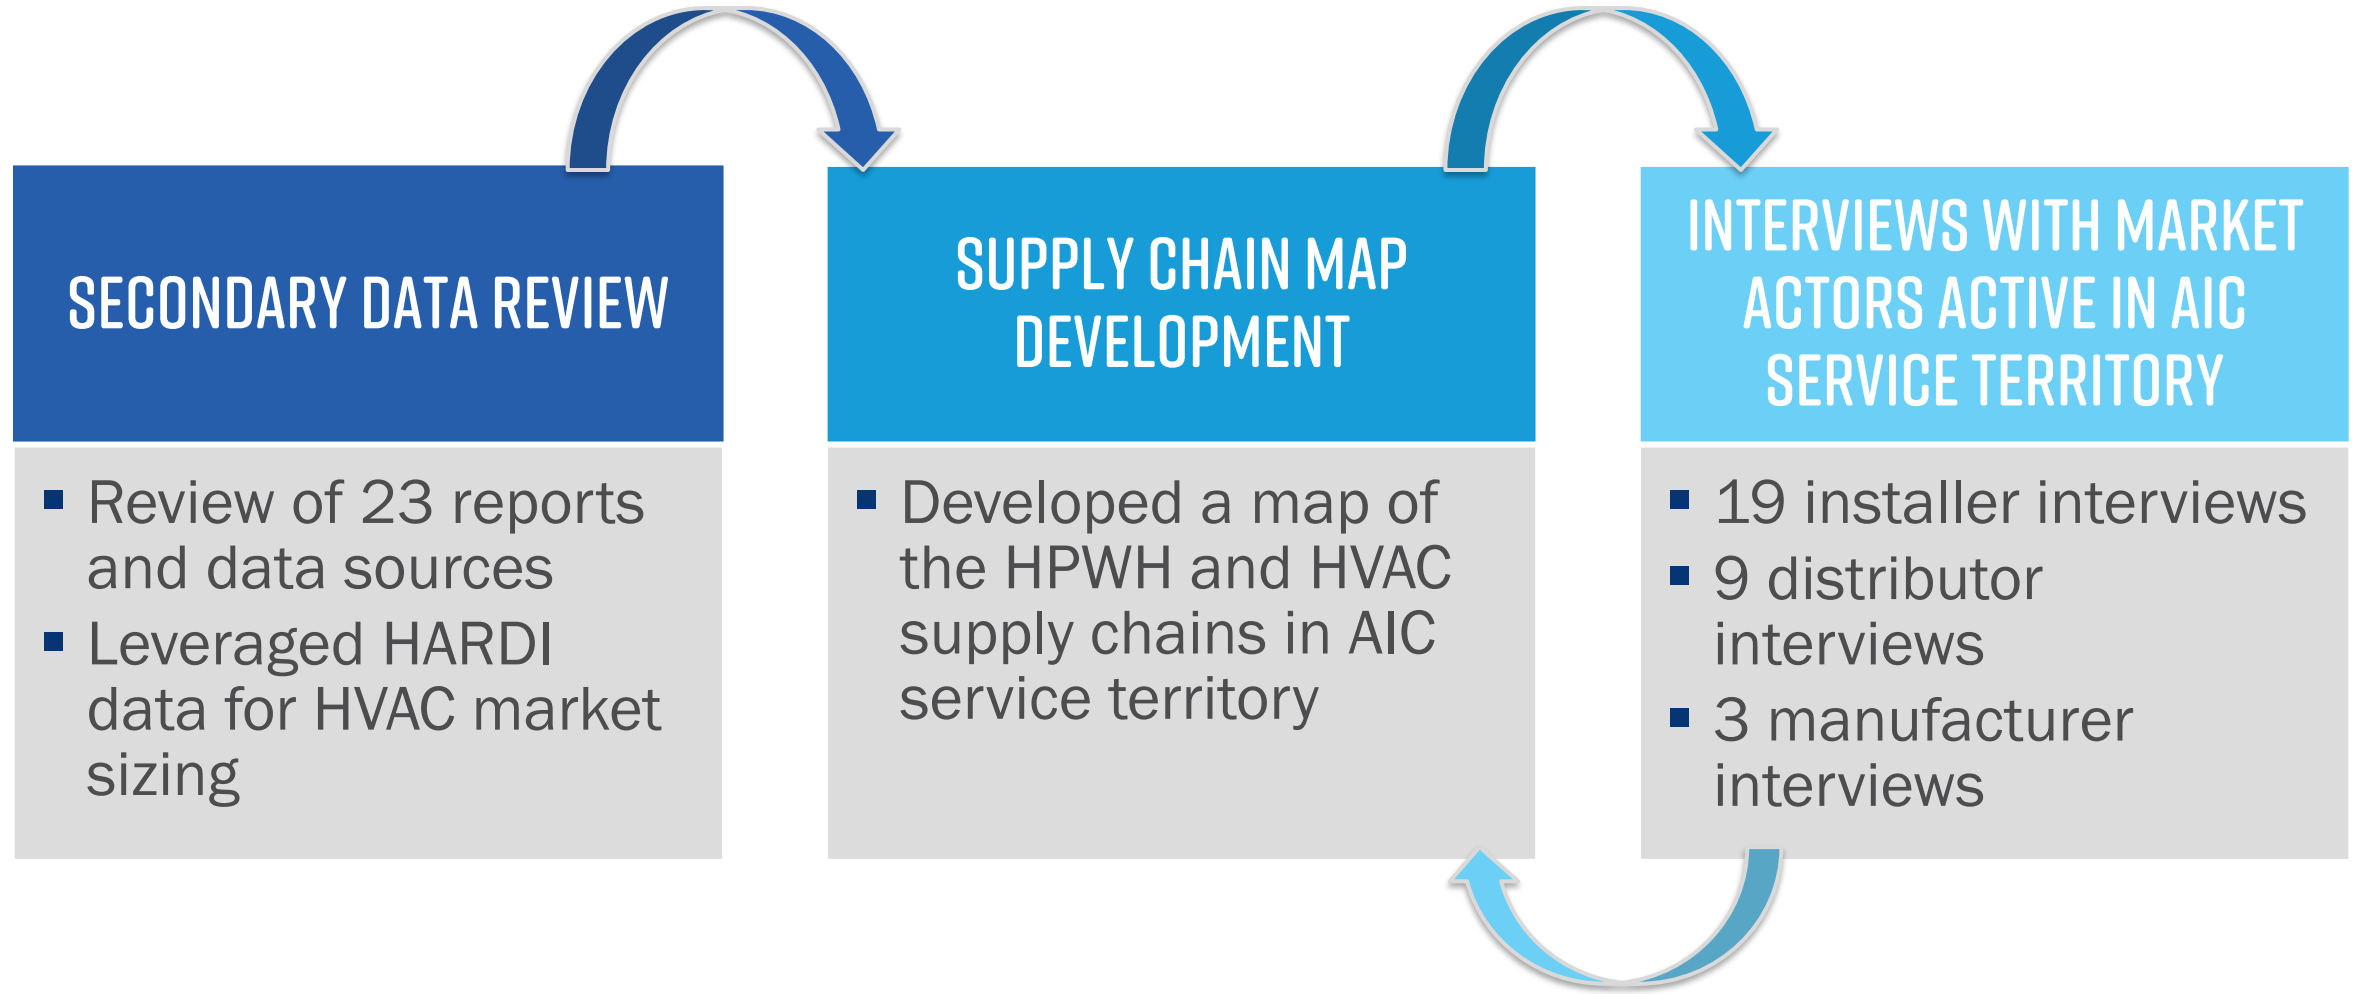 SECONDARY DATA REVIEW
▪ Review of 23 reports
and data sources
▪ Leveraged HARDI
data for HVAC market
sizing
SUPPLY CHAIN MAP
DEVELOPMENT
▪ Developed a map of
the HPWH and HVAC
supply chains in AIC
service territory
INTERVIEWS WITH MARKET
ACTORS ACTIVE IN AIC
SERVICE TERRITORY
▪ 19 installer interviews
▪ 9 distributor
interviews
▪ 3 manufacturer
interviews